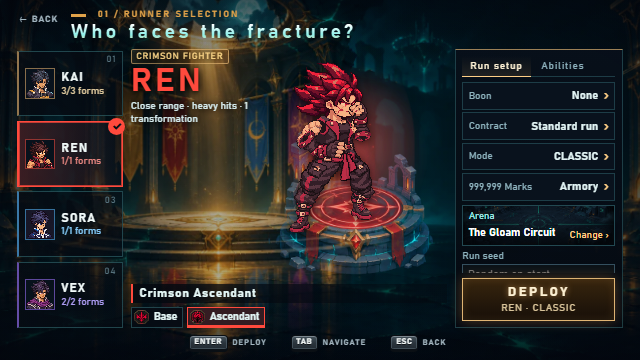 ← BACK
01 / RUNNER SELECTION
Who faces the fracture?
01
KAI
3/3 forms
REN
1/1 forms
03
SORA
1/1 forms
04
VEX
2/2 forms
CRIMSON FIGHTER
REN
Close range · heavy hits · 1
transformation
Crimson Ascendant
Base
Ascendant
Run setup
Abilities
Boon
None ›
Contract
Standard run ›
Mode
CLASSIC ›
999,999 Marks
Armory ›
Arena
The Gloam Circuit
Change ›
Run seed
Random on start
DEPLOY
REN · CLASSIC
ENTER DEPLOY
TAB NAVIGATE
ESC BACK